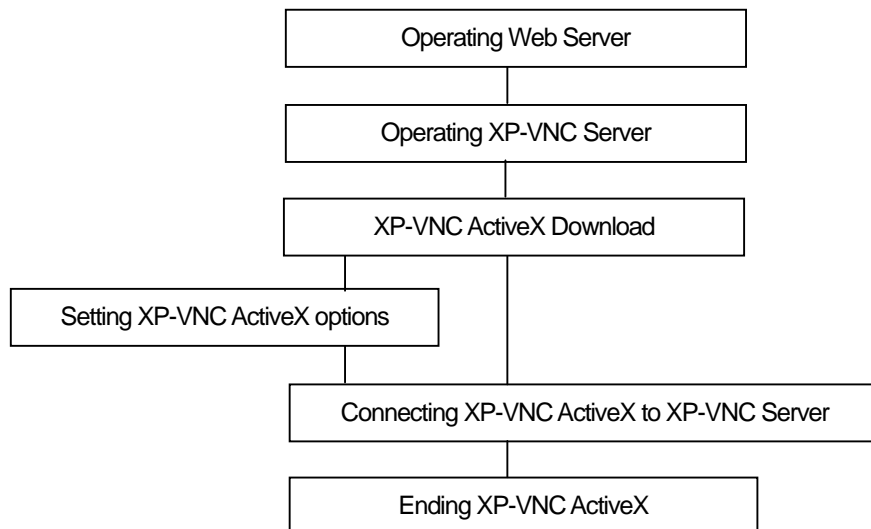 Operating Web Server
Operating XP-VNC Server
XP-VNC ActiveX Download
Setting XP-VNC ActiveX options
Connecting XP-VNC ActiveX to XP-VNC Server
Ending XP-VNC ActiveX